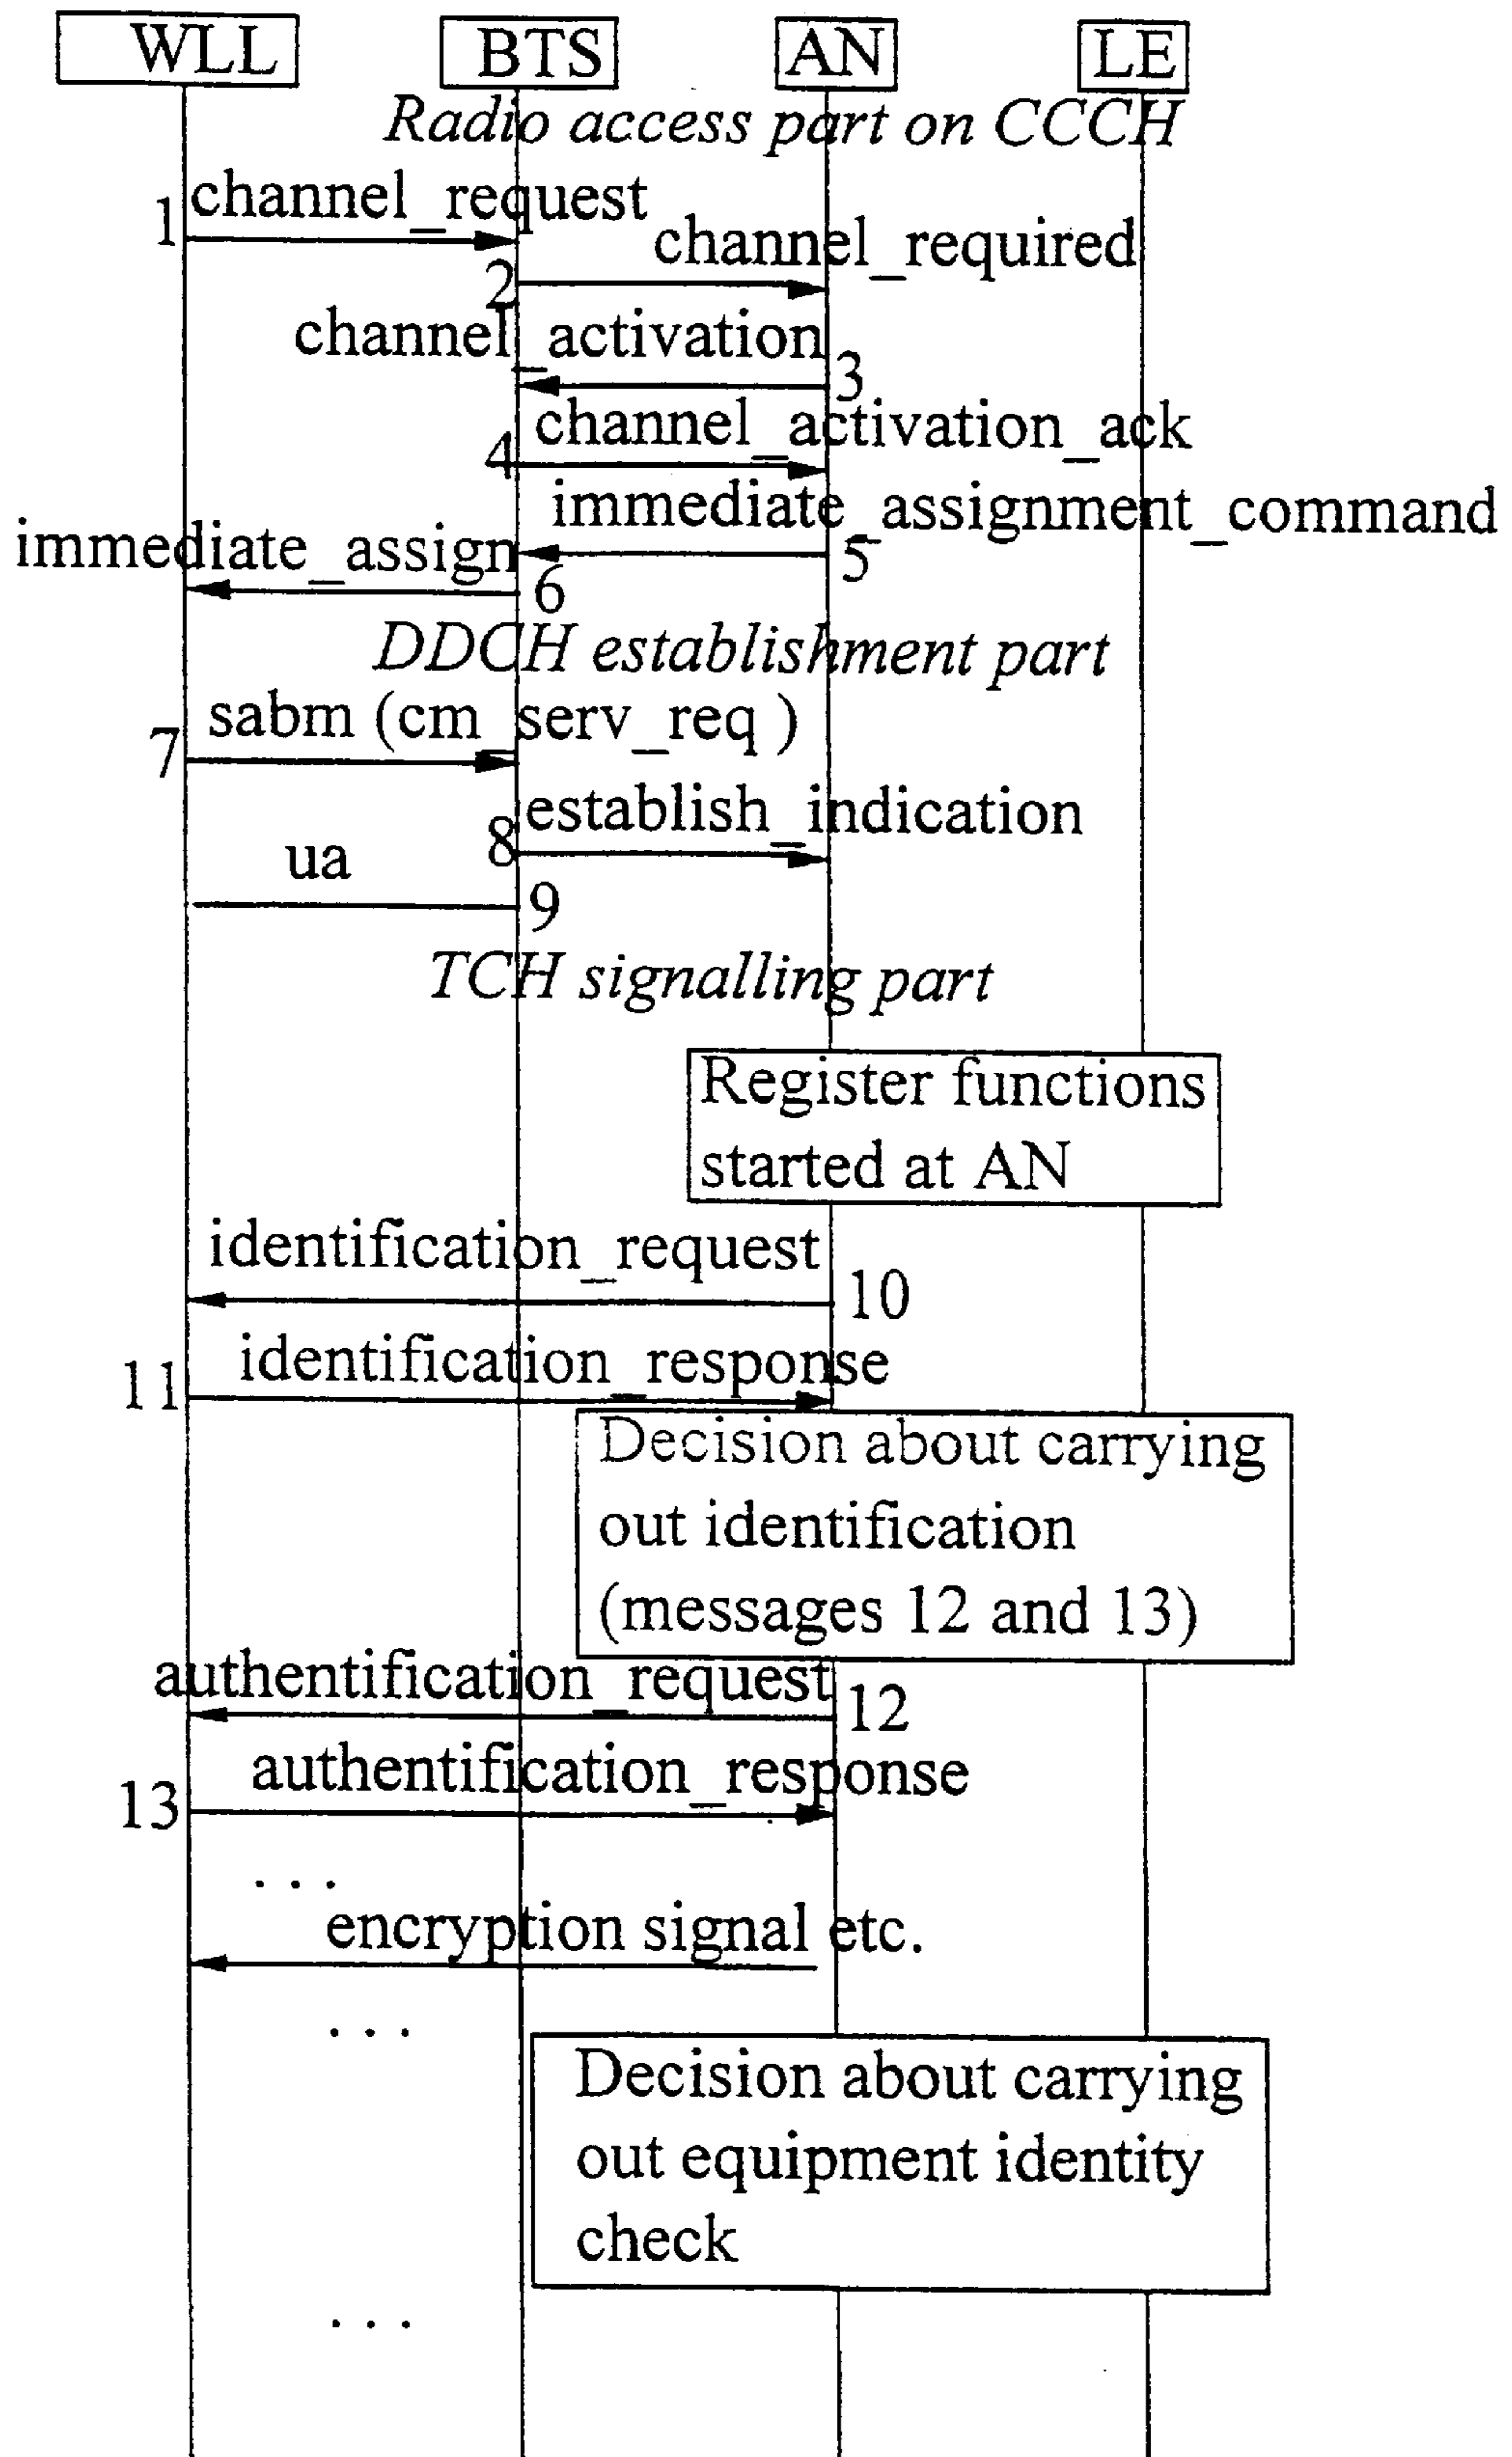 WLL BTS AN LE
Radio access part on CCCH
1 channel_request
2 channel_required
channel_activation 3
4 channel_activation_ack
immediate_assignment_command 5
immediate_assign 6
DDCH establishment part
7 sabm (cm_serv_req )
8 establish_indication
ua 9
TCH signalling part
Register functions
started at AN
identification_request 10
11 identification_response
Decision about carrying
out identification
(messages 12 and 13)
authentification_request 12
13 authentification_response
. . .
encryption signal etc.
. . .
Decision about carrying
out equipment identity
check
. . .